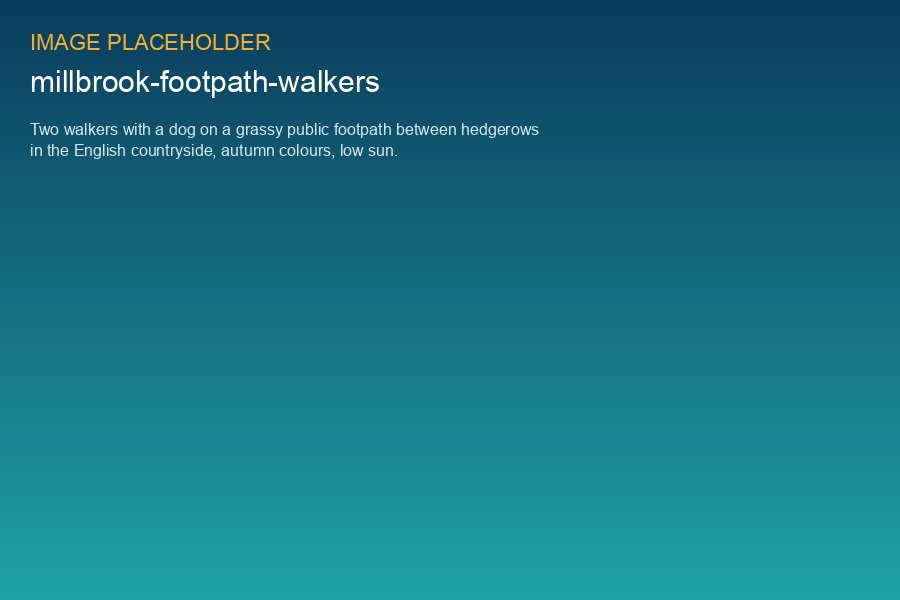 IMAGE PLACEHOLDER
millbrook-footpath-walkers
Two walkers with a dog on a grassy public footpath between hedgerows
in the English countryside, autumn colours, low sun.